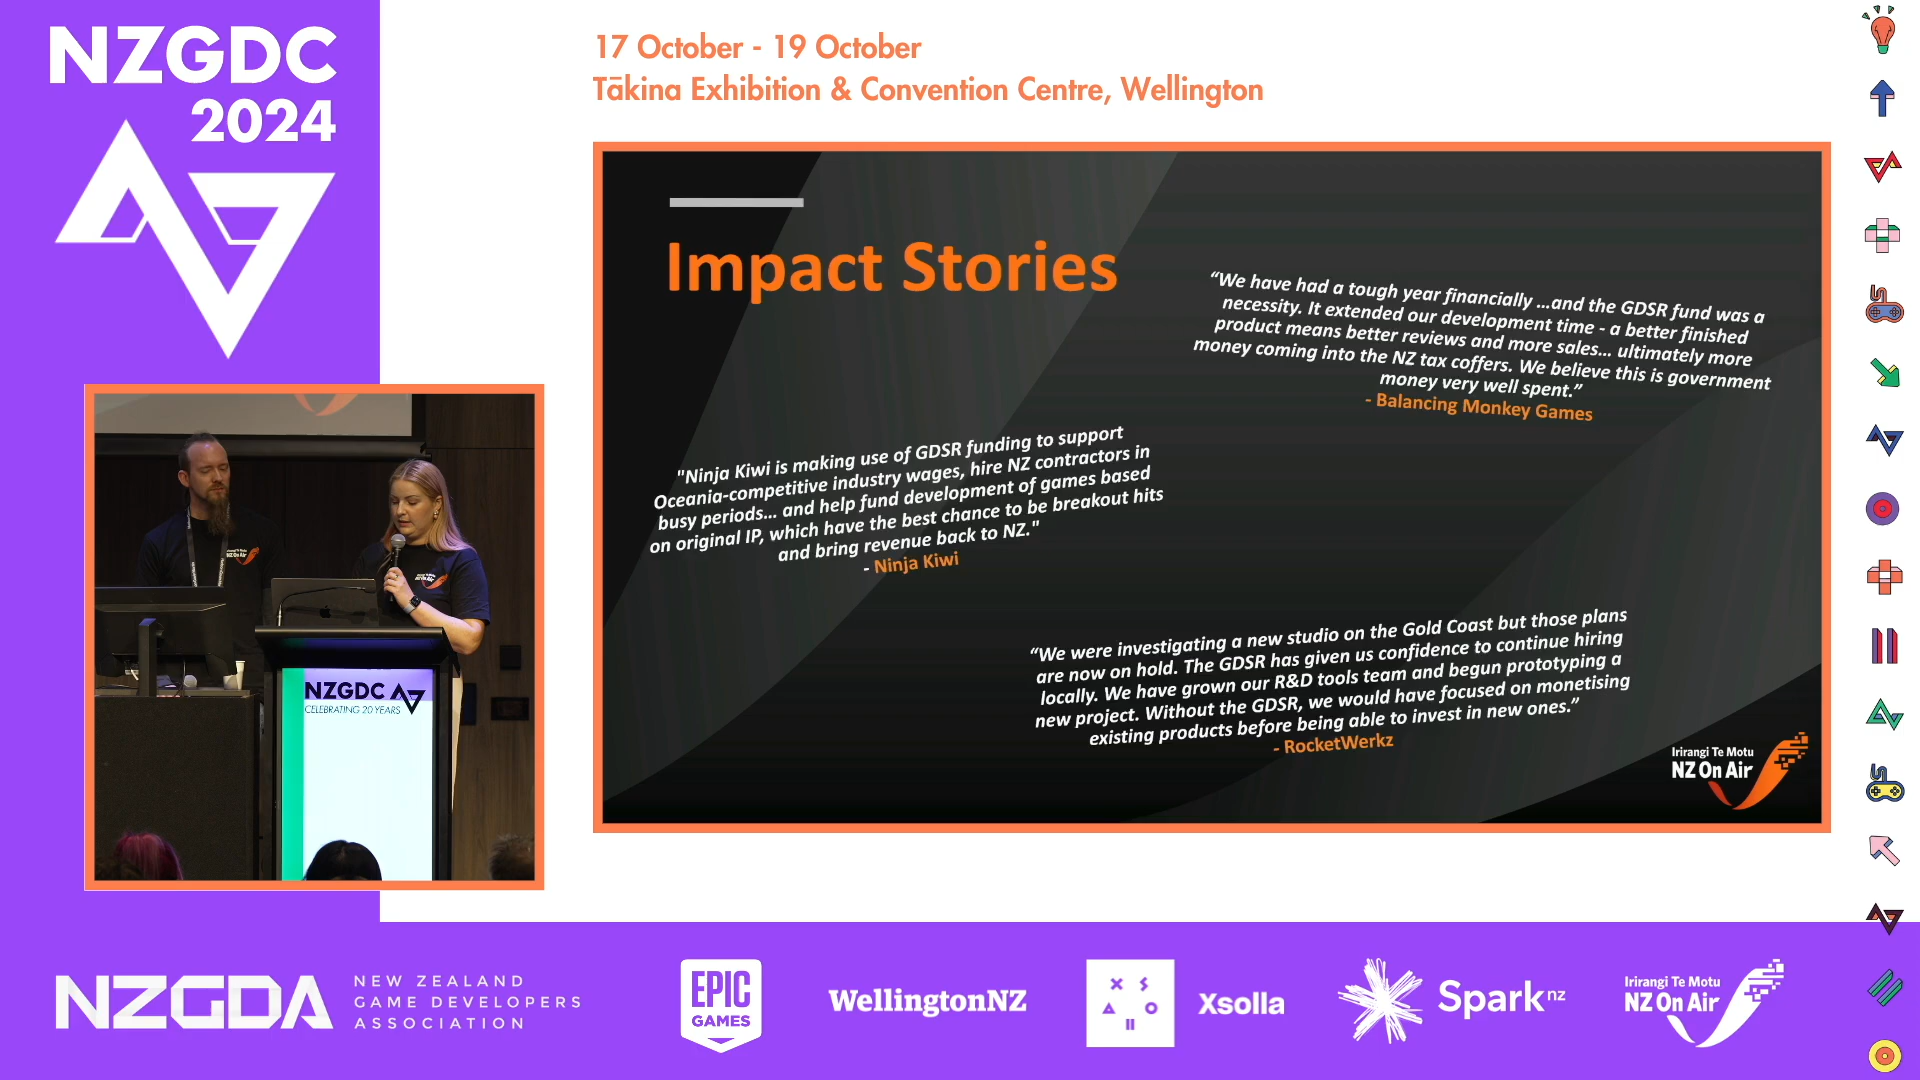 NZGDC
2024
17 October - 19 October
Tākina Exhibition & Convention Centre, Wellington
Impact Stories
“We have had a tough year financially ...and the GDSR fund was a
necessity. It extended our development time - a better finished
product means better reviews and more sales... ultimately more
money coming into the NZ tax coffers. We believe this is government
money very well spent.”
- Balancing Monkey Games
"Ninja Kiwi is making use of GDSR funding to support
Oceania-competitive industry wages, hire NZ contractors in
busy periods... and help fund development of games based
on original IP, which have the best chance to be breakout hits
and bring revenue back to NZ."
- Ninja Kiwi
“We were investigating a new studio on the Gold Coast but those plans
are now on hold. The GDSR has given us confidence to continue hiring
locally. We have grown our R&D tools team and begun prototyping a
new project. Without the GDSR, we would have focused on monetising
existing products before being able to invest in new ones.”
- RocketWerkz
Irirangi Te Motu
NZ On Air
NZ On Air
NZ On Air
NZGDC
CELEBRATING 20 YEARS
NZGDA
NEW ZEALAND
GAME DEVELOPERS
ASSOCIATION
EPIC
GAMES
WellingtonNZ
Xsolla
Spark nz
Irirangi Te Motu
NZ On Air